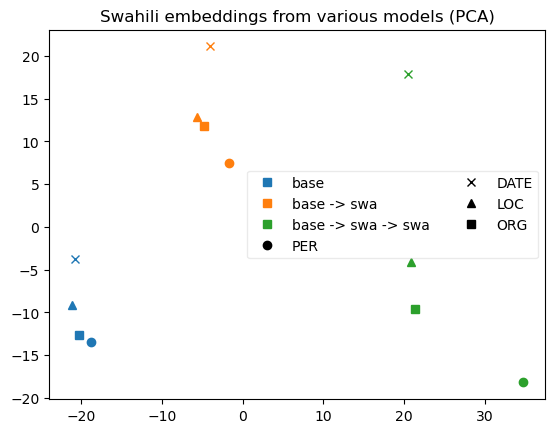 Swahili embeddings from various models (PCA)
20
15
10
5
0
−5
−10
−15
−20
base DATE
base -> swa LOC
base -> swa -> swa ORG
PER
−20 −10 0 10 20 30